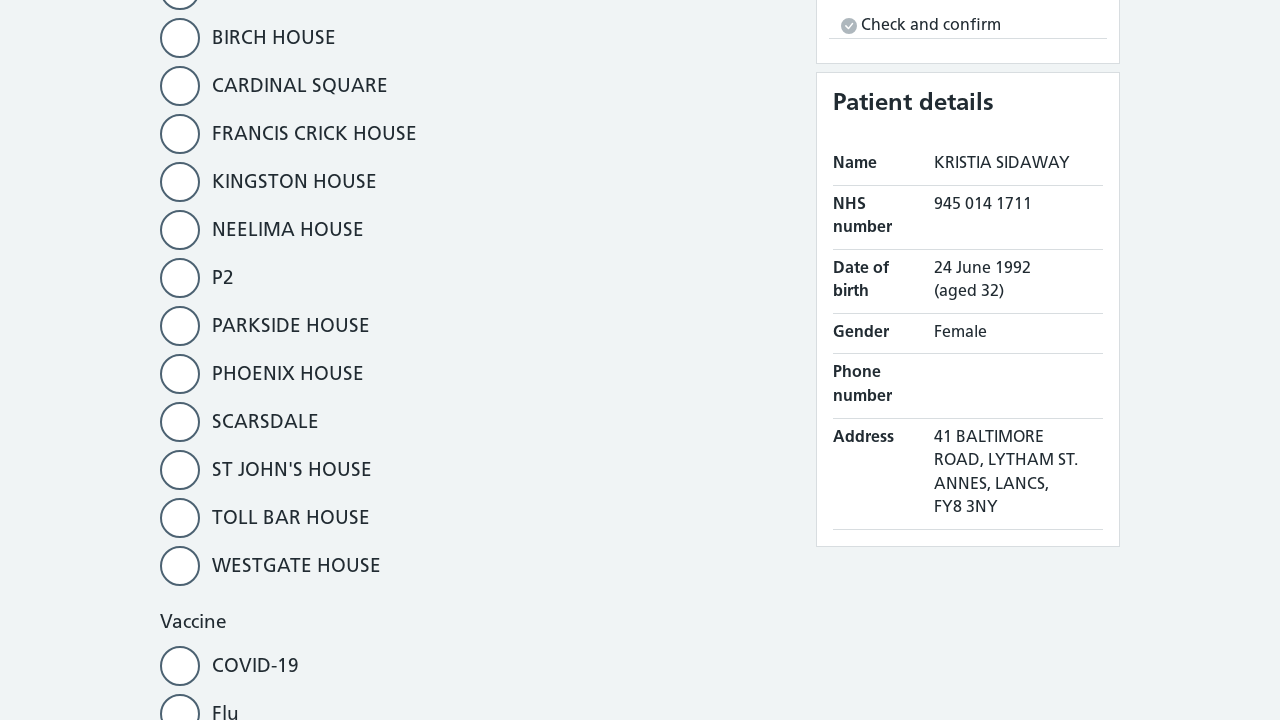 BIRCH HOUSE
CARDINAL SQUARE
FRANCIS CRICK HOUSE
KINGSTON HOUSE
NEELIMA HOUSE
P2
PARKSIDE HOUSE
PHOENIX HOUSE
SCARSDALE
ST JOHN'S HOUSE
TOLL BAR HOUSE
WESTGATE HOUSE
Vaccine
COVID-19
Flu
Check and confirm
Patient details
Name KRISTIA SIDAWAY
NHS number 945 014 1711
Date of birth 24 June 1992
(aged 32)
Gender Female
Phone number
Address 41 BALTIMORE
ROAD, LYTHAM ST.
ANNES, LANCS,
FY8 3NY